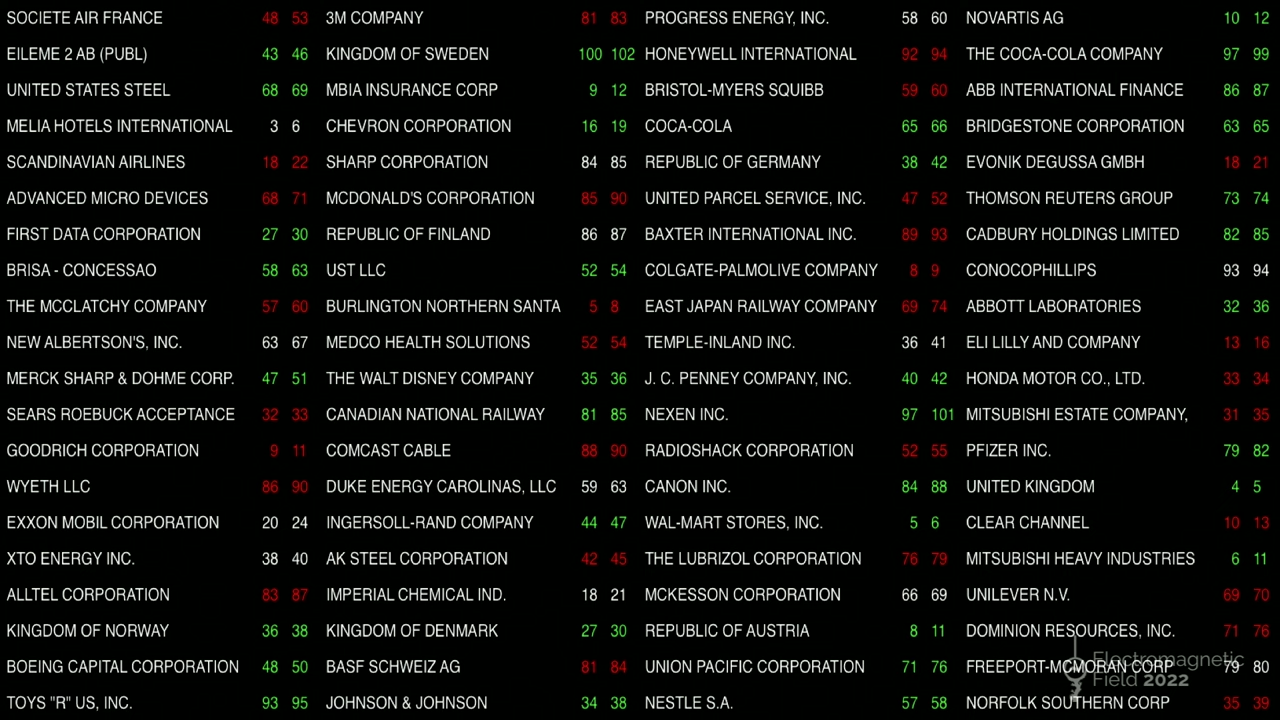 SOCIETE AIR FRANCE 48 53 3M COMPANY 81 83 PROGRESS ENERGY, INC. 58 60 NOVARTIS AG 10 12
EILEME 2 AB (PUBL) 43 46 KINGDOM OF SWEDEN 100 102 HONEYWELL INTERNATIONAL 92 94 THE COCA-COLA COMPANY 97 99
UNITED STATES STEEL 68 69 MBIA INSURANCE CORP 9 12 BRISTOL-MYERS SQUIBB 59 60 ABB INTERNATIONAL FINANCE 86 87
MELIA HOTELS INTERNATIONAL 3 6 CHEVRON CORPORATION 16 19 COCA-COLA 65 66 BRIDGESTONE CORPORATION 63 65
SCANDINAVIAN AIRLINES 18 22 SHARP CORPORATION 84 85 REPUBLIC OF GERMANY 38 42 EVONIK DEGUSSA GMBH 18 21
ADVANCED MICRO DEVICES 68 71 MCDONALD'S CORPORATION 85 90 UNITED PARCEL SERVICE, INC. 47 52 THOMSON REUTERS GROUP 73 74
FIRST DATA CORPORATION 27 30 REPUBLIC OF FINLAND 86 87 BAXTER INTERNATIONAL INC. 89 93 CADBURY HOLDINGS LIMITED 82 85
BRISA - CONCESSAO 58 63 UST LLC 52 54 COLGATE-PALMOLIVE COMPANY 8 9 CONOCOPHILLIPS 93 94
THE MCCLATCHY COMPANY 57 60 BURLINGTON NORTHERN SANTA 5 8 EAST JAPAN RAILWAY COMPANY 69 74 ABBOTT LABORATORIES 32 36
NEW ALBERTSON'S, INC. 63 67 MEDCO HEALTH SOLUTIONS 52 54 TEMPLE-INLAND INC. 36 41 ELI LILLY AND COMPANY 13 16
MERCK SHARP & DOHME CORP. 47 51 THE WALT DISNEY COMPANY 35 36 J. C. PENNEY COMPANY, INC. 40 42 HONDA MOTOR CO., LTD. 33 34
SEARS ROEBUCK ACCEPTANCE 32 33 CANADIAN NATIONAL RAILWAY 81 85 NEXEN INC. 97 101 MITSUBISHI ESTATE COMPANY, 31 35
GOODRICH CORPORATION 9 11 COMCAST CABLE 88 90 RADIOSHACK CORPORATION 52 55 PFIZER INC. 79 82
WYETH LLC 86 90 DUKE ENERGY CAROLINAS, LLC 59 63 CANON INC. 84 88 UNITED KINGDOM 4 5
EXXON MOBIL CORPORATION 20 24 INGERSOLL-RAND COMPANY 44 47 WAL-MART STORES, INC. 5 6 CLEAR CHANNEL 10 13
XTO ENERGY INC. 38 40 AK STEEL CORPORATION 42 45 THE LUBRIZOL CORPORATION 76 79 MITSUBISHI HEAVY INDUSTRIES 6 11
ALLTEL CORPORATION 83 87 IMPERIAL CHEMICAL IND. 18 21 MCKESSON CORPORATION 66 69 UNILEVER N.V. 69 70
KINGDOM OF NORWAY 36 38 KINGDOM OF DENMARK 27 30 REPUBLIC OF AUSTRIA 8 11 DOMINION RESOURCES, INC. 71 76
BOEING CAPITAL CORPORATION 48 50 BASF SCHWEIZ AG 81 84 UNION PACIFIC CORPORATION 71 76 FREEPORT-MCMORAN CORP 79 80
TOYS "R" US, INC. 93 95 JOHNSON & JOHNSON 34 38 NESTLE S.A. 57 58 NORFOLK SOUTHERN CORP 35 39
Electromagnetic
Field 2022